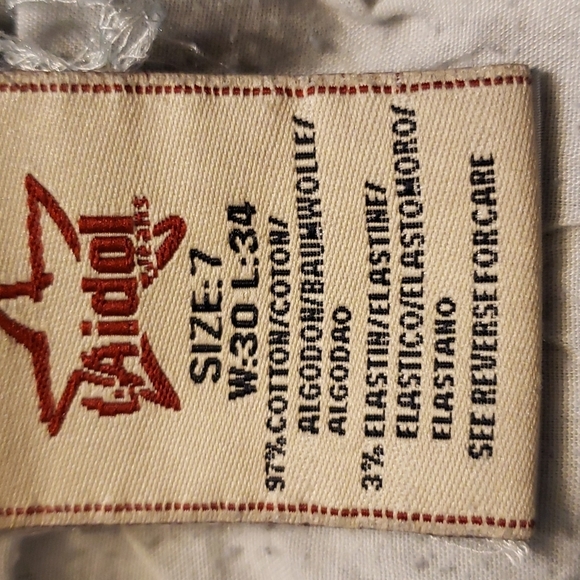 L.A idol
JEANS
SIZE:7
W:30 L:34
97% COTTON/COTON/
ALGODON/BAUMWOLLE/
ALGODAO
3% ELASTIN/ELASTINE/
ELASTICO/ELASTOMORO/
ELASTANO
SEE REVERSE FOR CARE